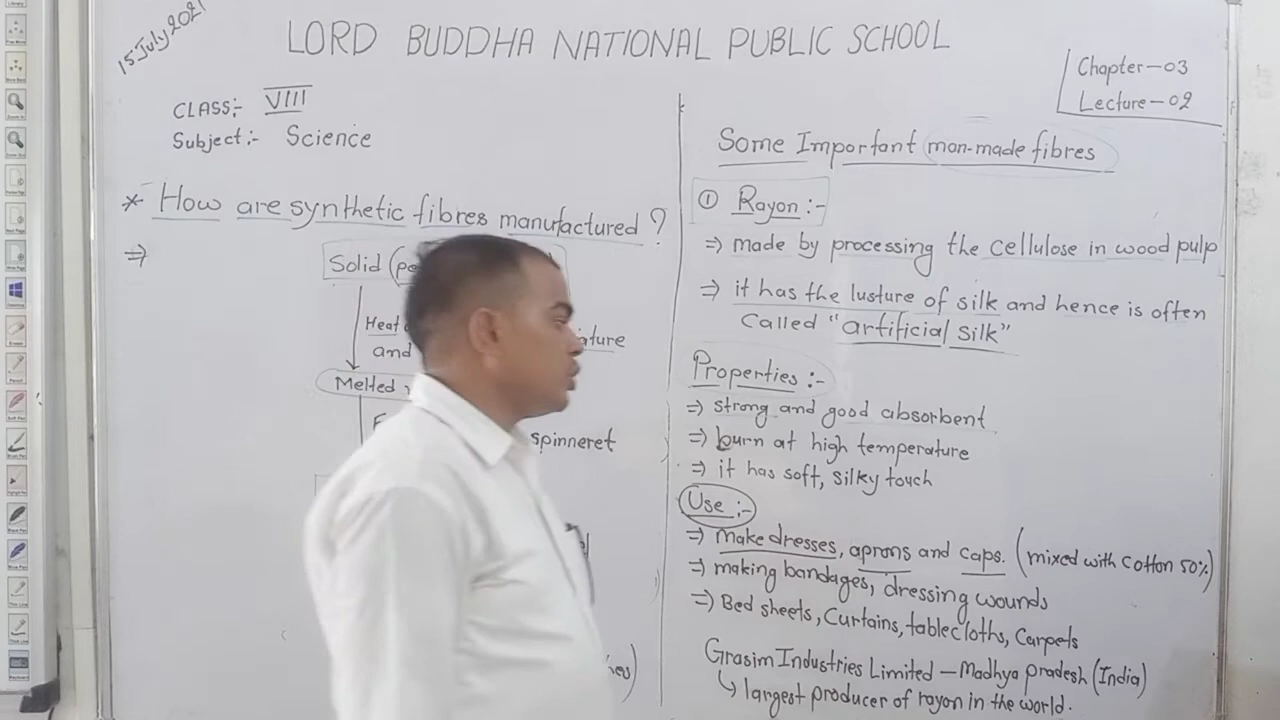 15 July 2021
LORD BUDDHA NATIONAL PUBLIC SCHOOL
Chapter-03
Lecture-02
CLASS:- VIII
Subject:- Science
* How are synthetic fibres manufactured?
⇒
Solid
Heat
ature
and
Melted
spinneret
Some Important man-made fibres
① Rayon:-
⇒ made by processing the cellulose in wood pulp
⇒ it has the lusture of silk and hence is often
called "artificial silk"
Properties:-
⇒ strong and good absorbent
⇒ burn at high temperature
⇒ it has soft, silky touch
Use:-
⇒ make dresses, aprons and caps. (mixed with cotton 50%)
⇒ making bandages, dressing wounds
⇒ Bed sheets, Curtains, tablecloths, Carpets
Grasim Industries Limited - Madhya pradesh (India)
↳ largest producer of rayon in the world.